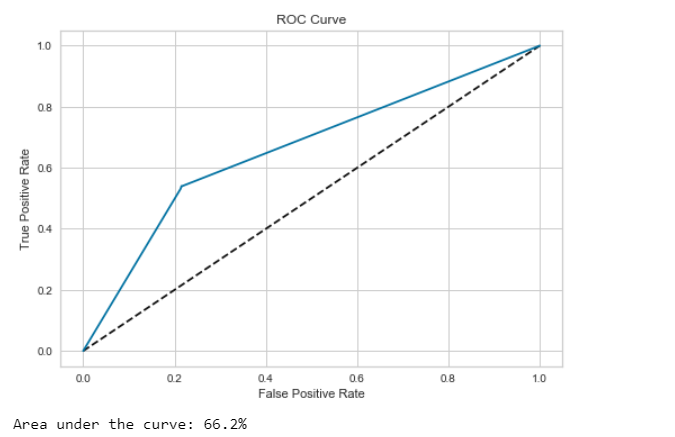 ROC Curve
1.0
0.8
0.6
0.4
0.2
0.0
True Positive Rate
0.0 0.2 0.4 0.6 0.8 1.0
False Positive Rate
Area under the curve: 66.2%